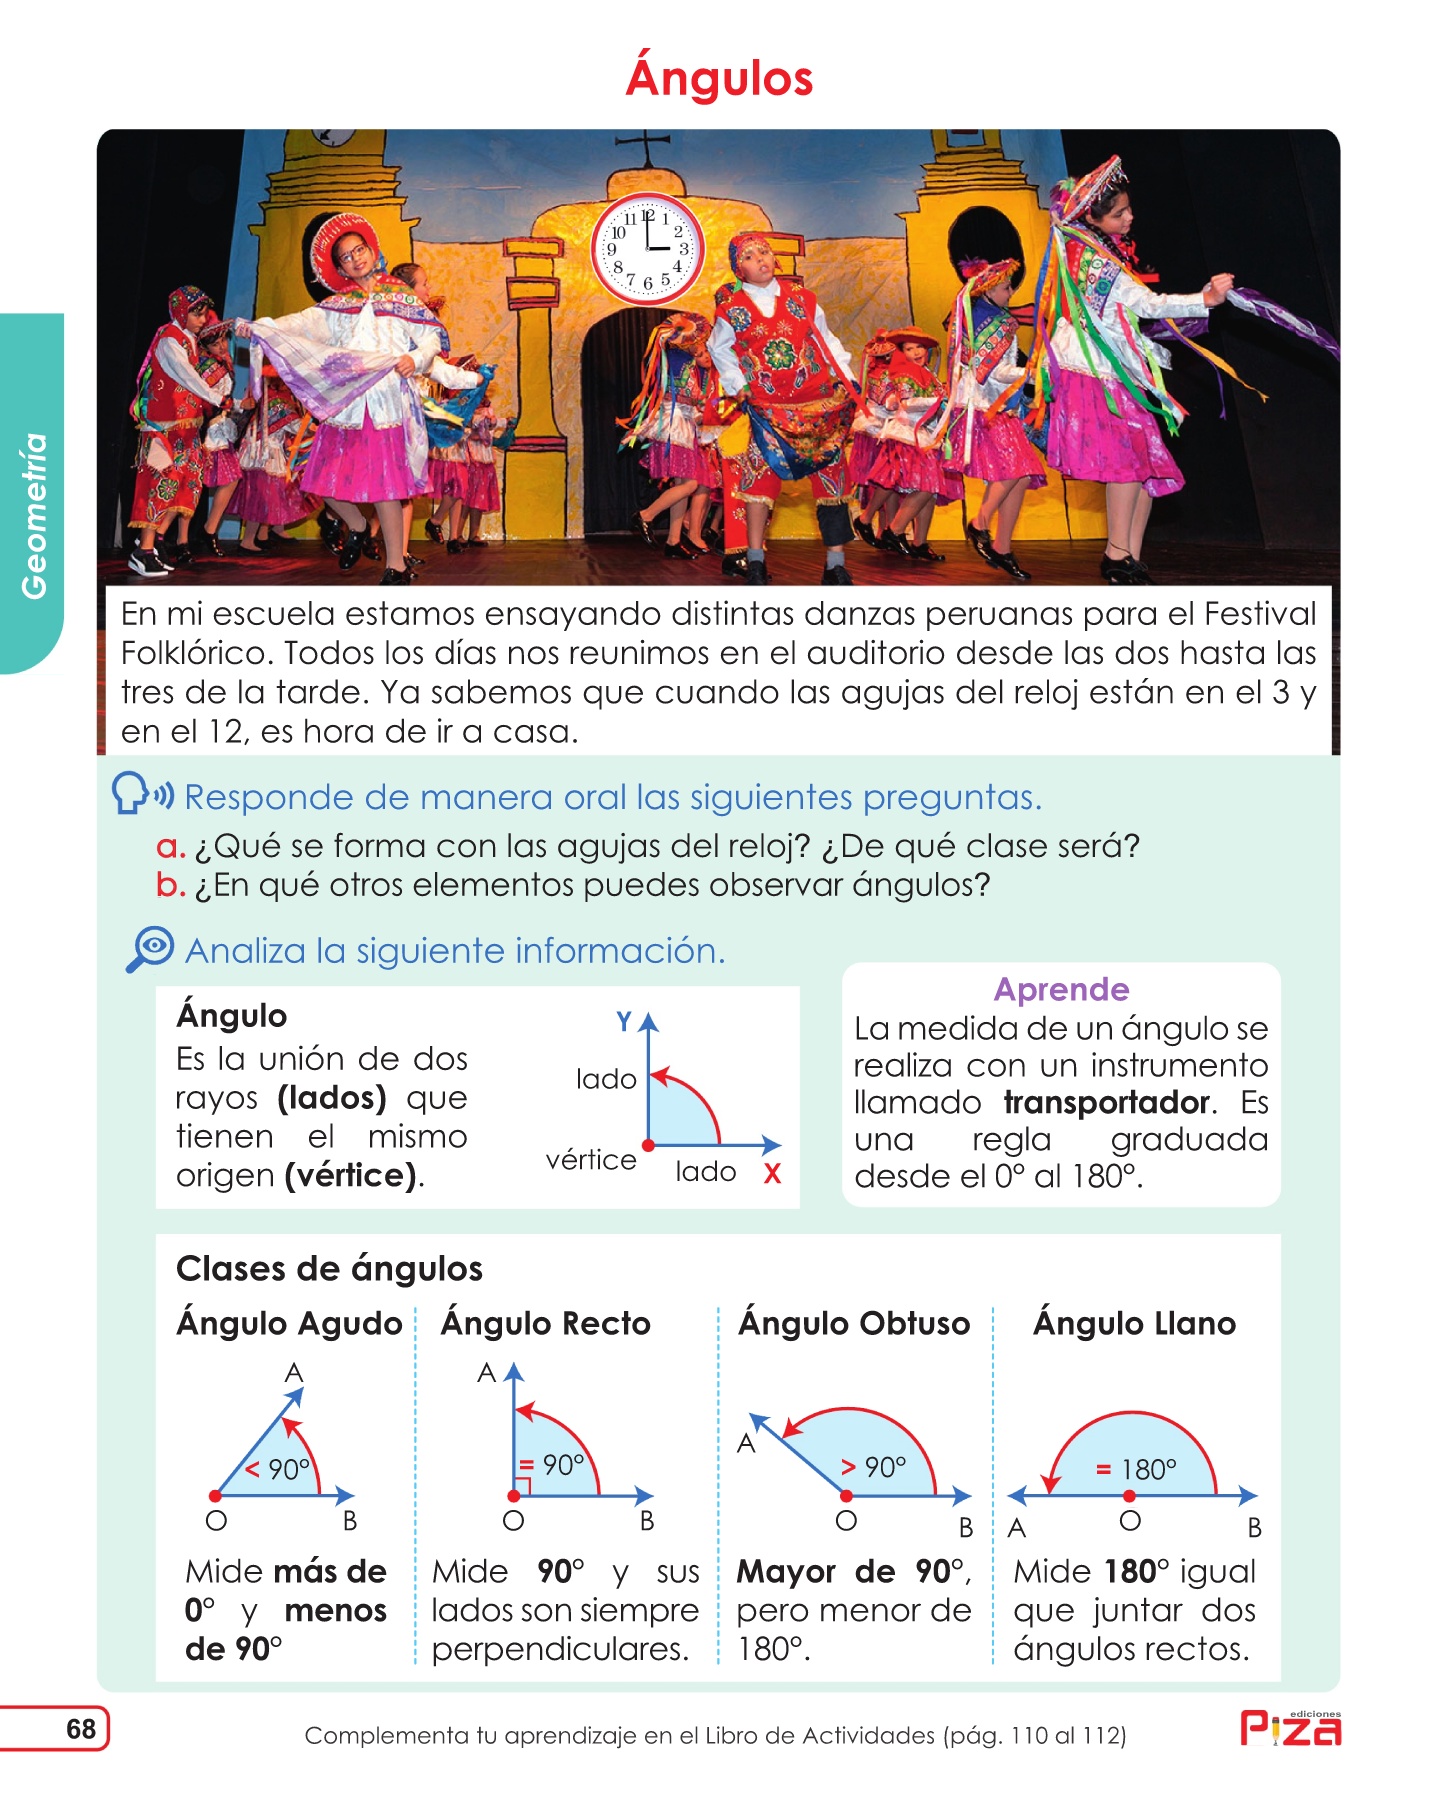 Ángulos
11 12 1
10 2
9 3
8 4
7 6 5
Geometría
En mi escuela estamos ensayando distintas danzas peruanas para el Festival
Folklórico. Todos los días nos reunimos en el auditorio desde las dos hasta las
tres de la tarde. Ya sabemos que cuando las agujas del reloj están en el 3 y
en el 12, es hora de ir a casa.
Responde de manera oral las siguientes preguntas.
a. ¿Qué se forma con las agujas del reloj? ¿De qué clase será?
b. ¿En qué otros elementos puedes observar ángulos?
Analiza la siguiente información.
Ángulo
Es la unión de dos
rayos (lados) que
tienen el mismo
origen (vértice).
Y
lado
vértice
lado X
Aprende
La medida de un ángulo se
realiza con un instrumento
llamado transportador. Es
una regla graduada
desde el 0° al 180°.
Clases de ángulos
Ángulo Agudo
A
< 90°
O B
Mide más de
0° y menos
de 90°
Ángulo Recto
A
= 90°
O B
Mide 90° y sus
lados son siempre
perpendiculares.
Ángulo Obtuso
A
> 90°
O B
Mayor de 90°,
pero menor de
180°.
Ángulo Llano
= 180°
A O B
Mide 180° igual
que juntar dos
ángulos rectos.
68
Complementa tu aprendizaje en el Libro de Actividades (pág. 110 al 112)
ediciones
Piza